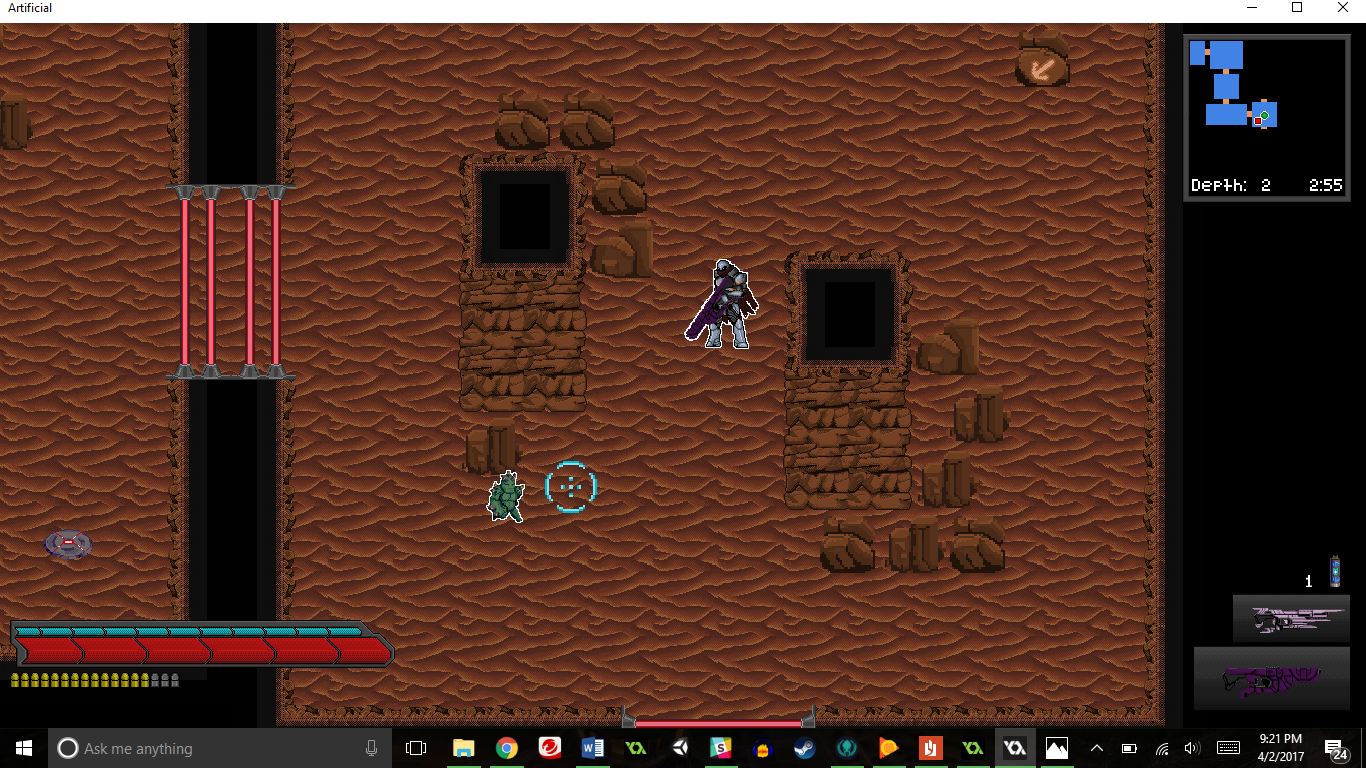 Artificial
Depth: 2 2:55
1
Ask me anything
9:21 PM
4/2/2017
24